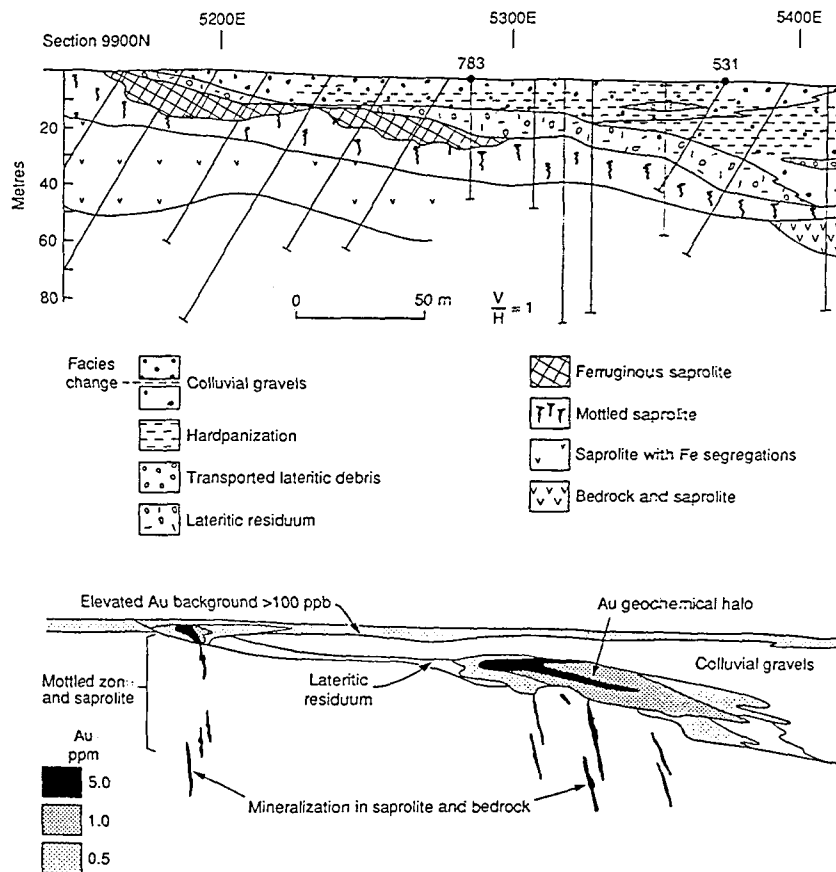 5200E
5300E
5400E
Section 9900N
783
531
20
40
60
80
Metres
0 50 m
V/H = 1
Facies change
Colluvial gravels
Hardpanization
Transported lateritic debris
Lateritic residuum
Ferruginous saprolite
Mottled saprolite
Saprolite with Fe segregations
Bedrock and saprolite
Elevated Au background >100 ppb
Au geochemical halo
Colluvial gravels
Mottled zone
and saprolite
Lateritic
residuum
Au
ppm
5.0
1.0
0.5
Mineralization in saprolite and bedrock